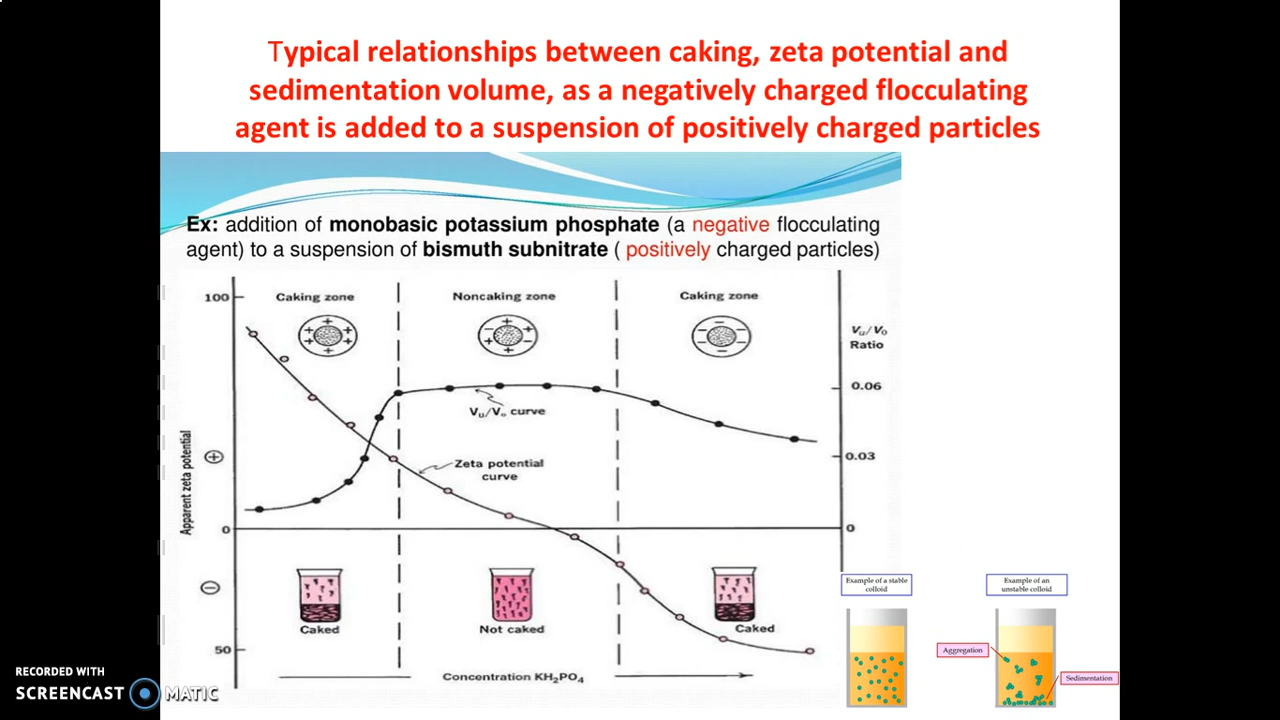 Typical relationships between caking, zeta potential and
sedimentation volume, as a negatively charged flocculating
agent is added to a suspension of positively charged particles
Ex: addition of monobasic potassium phosphate (a negative flocculating
agent) to a suspension of bismuth subnitrate ( positively charged particles)
100
Caking zone
Noncaking zone
Caking zone
Vu/Vo
Ratio
0.06
Vu/Vo curve
Zeta potential
curve
0.03
Apparent zeta potential
+
0
0
−
Caked
Not caked
Caked
50
Concentration KH₂PO₄
Example of a stable
colloid
Example of an
unstable colloid
Aggregation
Sedimentation
RECORDED WITH
SCREENCAST MATIC